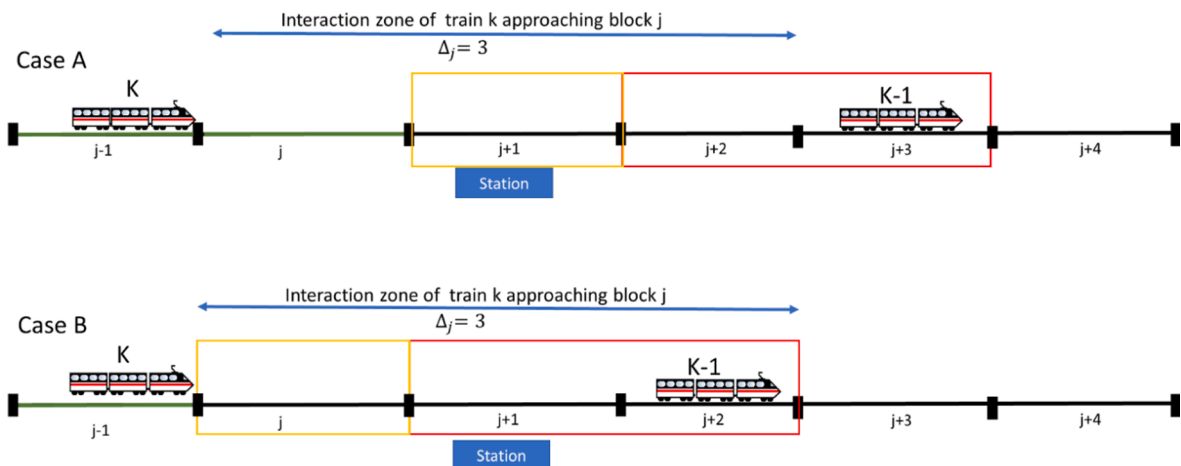 Interaction zone of train k approaching block j
Δj= 3
Case A
K
K-1
j-1
j
j+1
j+2
j+3
j+4
Station
Interaction zone of train k approaching block j
Δj= 3
Case B
K
K-1
j-1
j
j+1
j+2
j+3
j+4
Station